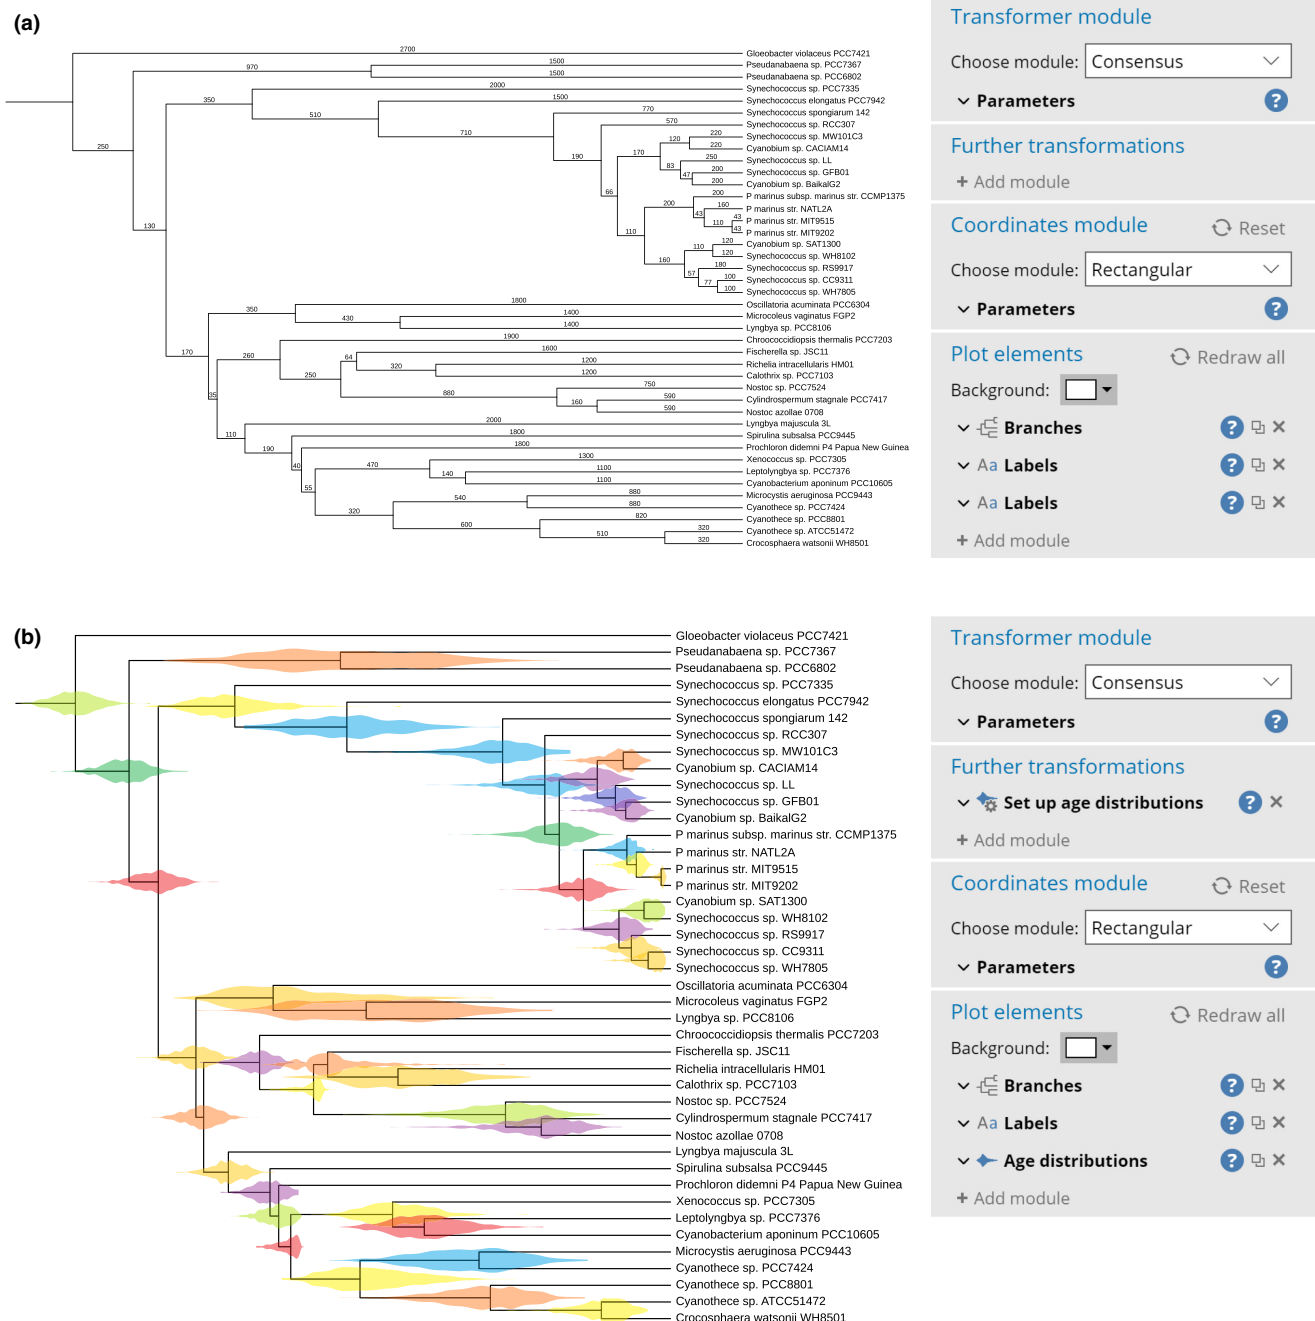 (a)
2700
Gloeobacter violaceus PCC7421
1500
Pseudanabaena sp. PCC7367
970
1500
Pseudanabaena sp. PCC6802
2000
Synechococcus sp. PCC7335
350
1500
Synechococcus elongatus PCC7942
510
770
Synechococcus spongiarum 142
570
Synechococcus sp. RCC307
710
220
Synechococcus sp. MW101C3
120
220
Cyanobium sp. CACIAM14
250
170
190
250
Synechococcus sp. LL
83
200
Synechococcus sp. GFB01
47
200
Cyanobium sp. BaikalG2
66
200
P marinus subsp. marinus str. CCMP1375
200
160
P marinus str. NATL2A
43
110
43
P marinus str. MIT9515
43
P marinus str. MIT9202
130
110
120
Cyanobium sp. SAT1300
110
120
Synechococcus sp. WH8102
160
180
Synechococcus sp. RS9917
57
100
Synechococcus sp. CC9311
77
100
Synechococcus sp. WH7805
1800
Oscillatoria acuminata PCC6304
350
1400
Microcoleus vaginatus FGP2
430
1400
Lyngbya sp. PCC8106
170
1900
Chroococcidiopsis thermalis PCC7203
260
1600
Fischerella sp. JSC11
64
1200
Richelia intracellularis HM01
320
1200
Calothrix sp. PCC7103
250
750
Nostoc sp. PCC7524
35
880
590
Cylindrospermum stagnale PCC7417
160
590
Nostoc azollae 0708
2000
Lyngbya majuscula 3L
110
1800
Spirulina subsalsa PCC9445
190
1800
Prochloron didemni P4 Papua New Guinea
1300
Xenococcus sp. PCC7305
40
470
1100
Leptolyngbya sp. PCC7376
140
1100
Cyanobacterium aponinum PCC10605
55
880
Microcystis aeruginosa PCC9443
540
880
Cyanothece sp. PCC7424
320
820
Cyanothece sp. PCC8801
600
320
Cyanothece sp. ATCC51472
510
320
Crocosphaera watsonii WH8501
Transformer module
Choose module: Consensus
Parameters ?
Further transformations
+ Add module
Coordinates module Reset
Choose module: Rectangular
Parameters ?
Plot elements Redraw all
Background:
Branches ?
Aa Labels ?
Aa Labels ?
+ Add module
(b)
Gloeobacter violaceus PCC7421
Pseudanabaena sp. PCC7367
Pseudanabaena sp. PCC6802
Synechococcus sp. PCC7335
Synechococcus elongatus PCC7942
Synechococcus spongiarum 142
Synechococcus sp. RCC307
Synechococcus sp. MW101C3
Cyanobium sp. CACIAM14
Synechococcus sp. LL
Synechococcus sp. GFB01
Cyanobium sp. BaikalG2
P marinus subsp. marinus str. CCMP1375
P marinus str. NATL2A
P marinus str. MIT9515
P marinus str. MIT9202
Cyanobium sp. SAT1300
Synechococcus sp. WH8102
Synechococcus sp. RS9917
Synechococcus sp. CC9311
Synechococcus sp. WH7805
Oscillatoria acuminata PCC6304
Microcoleus vaginatus FGP2
Lyngbya sp. PCC8106
Chroococcidiopsis thermalis PCC7203
Fischerella sp. JSC11
Richelia intracellularis HM01
Calothrix sp. PCC7103
Nostoc sp. PCC7524
Cylindrospermum stagnale PCC7417
Nostoc azollae 0708
Lyngbya majuscula 3L
Spirulina subsalsa PCC9445
Prochloron didemni P4 Papua New Guinea
Xenococcus sp. PCC7305
Leptolyngbya sp. PCC7376
Cyanobacterium aponinum PCC10605
Microcystis aeruginosa PCC9443
Cyanothece sp. PCC7424
Cyanothece sp. PCC8801
Cyanothece sp. ATCC51472
Crocosphaera watsonii WH8501
Transformer module
Choose module: Consensus
Parameters ?
Further transformations
Set up age distributions ?
+ Add module
Coordinates module Reset
Choose module: Rectangular
Parameters ?
Plot elements Redraw all
Background:
Branches ?
Aa Labels ?
Age distributions ?
+ Add module